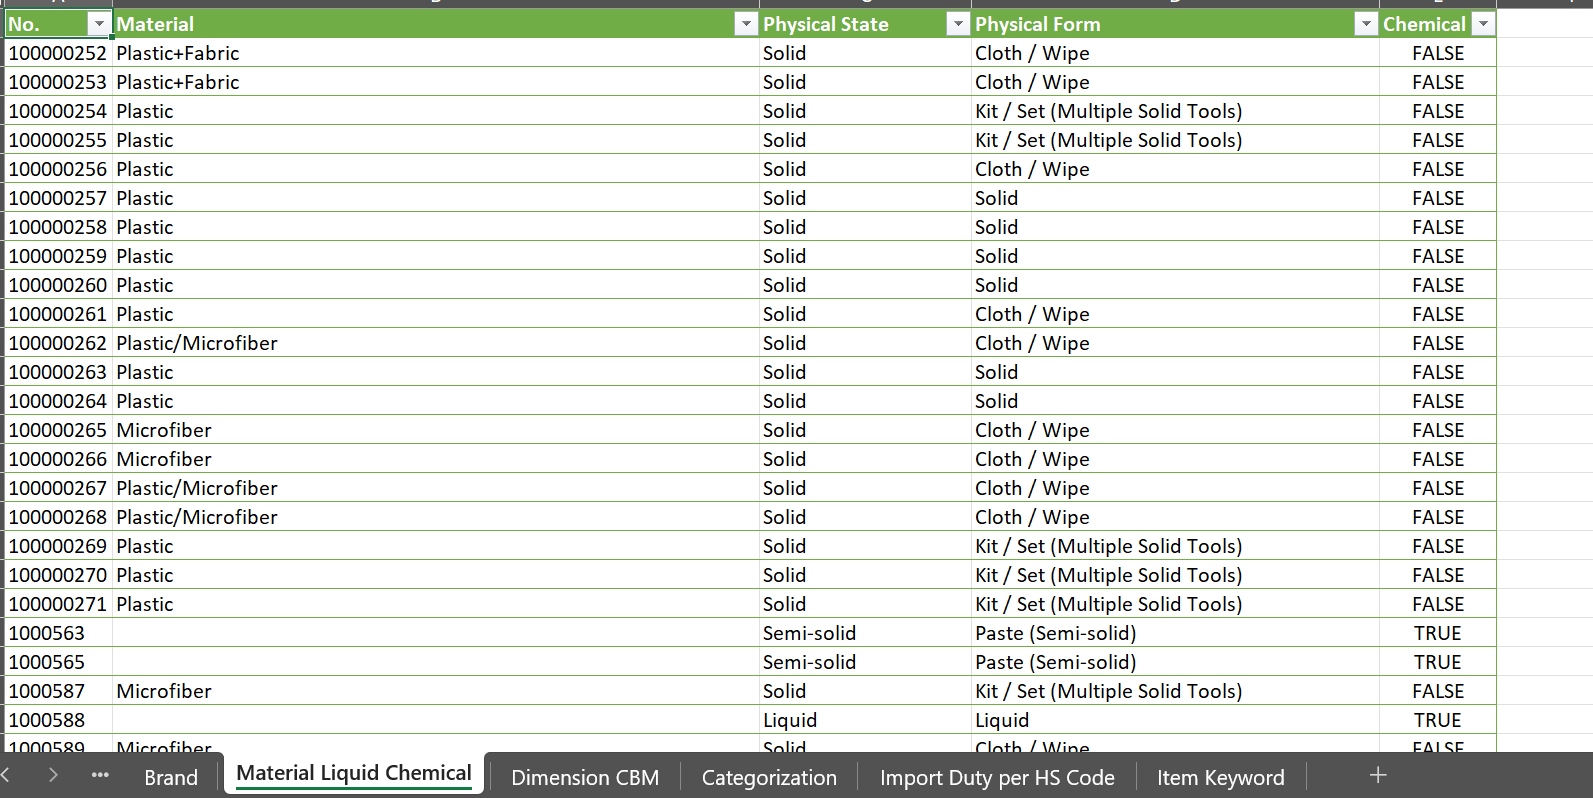 No. Material Physical State Physical Form Chemical
100000252 Plastic+Fabric Solid Cloth / Wipe FALSE
100000253 Plastic+Fabric Solid Cloth / Wipe FALSE
100000254 Plastic Solid Kit / Set (Multiple Solid Tools) FALSE
100000255 Plastic Solid Kit / Set (Multiple Solid Tools) FALSE
100000256 Plastic Solid Cloth / Wipe FALSE
100000257 Plastic Solid Solid FALSE
100000258 Plastic Solid Solid FALSE
100000259 Plastic Solid Solid FALSE
100000260 Plastic Solid Solid FALSE
100000261 Plastic Solid Cloth / Wipe FALSE
100000262 Plastic/Microfiber Solid Cloth / Wipe FALSE
100000263 Plastic Solid Solid FALSE
100000264 Plastic Solid Solid FALSE
100000265 Microfiber Solid Cloth / Wipe FALSE
100000266 Microfiber Solid Cloth / Wipe FALSE
100000267 Plastic/Microfiber Solid Cloth / Wipe FALSE
100000268 Plastic/Microfiber Solid Cloth / Wipe FALSE
100000269 Plastic Solid Kit / Set (Multiple Solid Tools) FALSE
100000270 Plastic Solid Kit / Set (Multiple Solid Tools) FALSE
100000271 Plastic Solid Kit / Set (Multiple Solid Tools) FALSE
1000563 Semi-solid Paste (Semi-solid) TRUE
1000565 Semi-solid Paste (Semi-solid) TRUE
1000587 Microfiber Solid Kit / Set (Multiple Solid Tools) FALSE
1000588 Liquid Liquid TRUE
1000589 Microfiber Solid Cloth / Wipe FALSE
Brand Material Liquid Chemical Dimension CBM Categorization Import Duty per HS Code Item Keyword